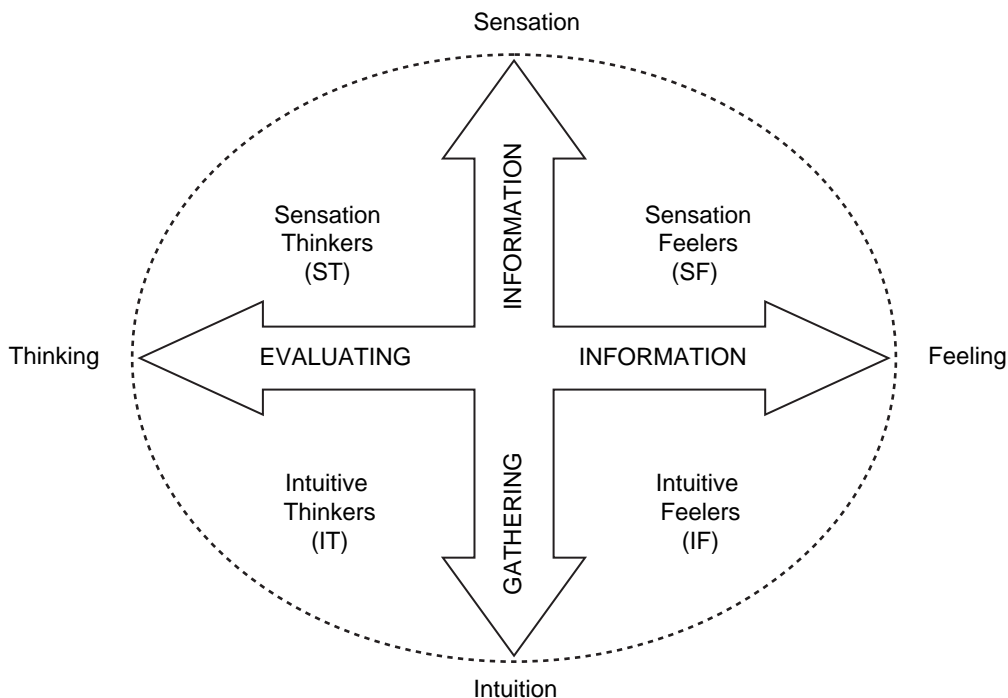 Sensation
INFORMATION
Sensation
Thinkers
(ST)
Sensation
Feelers
(SF)
Thinking
EVALUATING
INFORMATION
Feeling
Intuitive
Thinkers
(IT)
Intuitive
Feelers
(IF)
GATHERING
Intuition